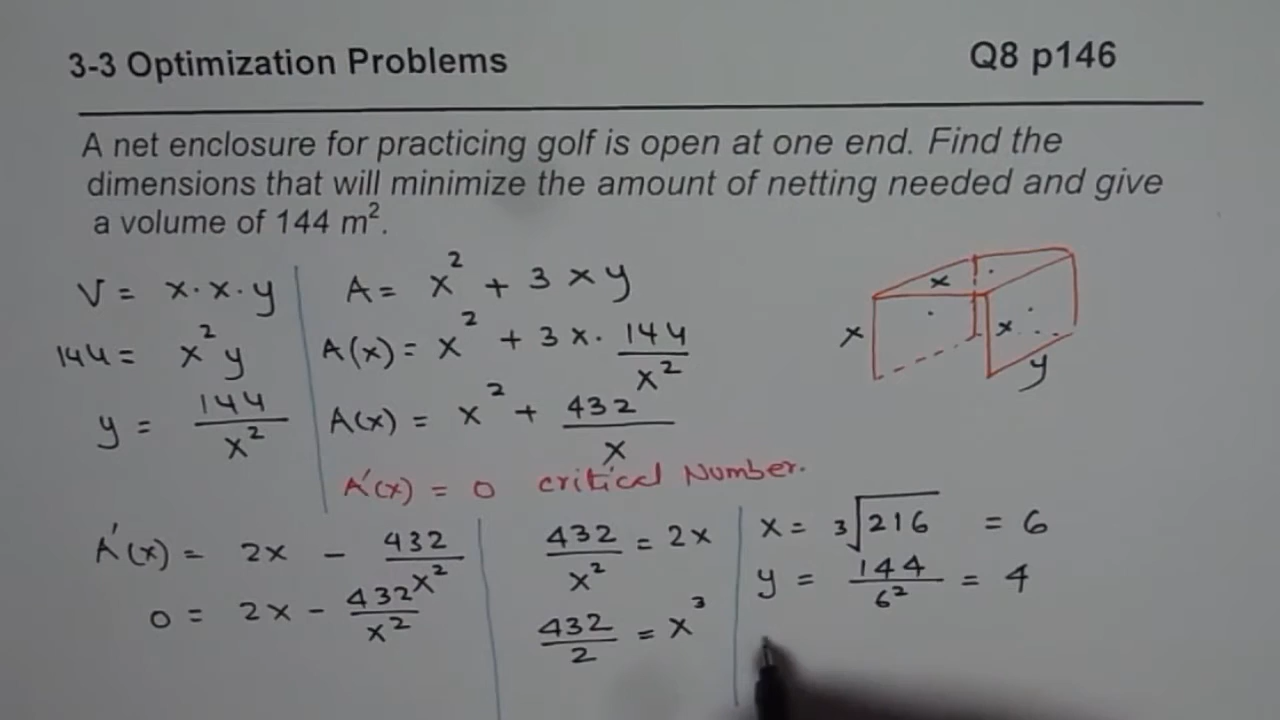 3-3 Optimization Problems
Q8 p146
A net enclosure for practicing golf is open at one end. Find the
dimensions that will minimize the amount of netting needed and give
a volume of 144 m².
V = x·x·y
144 = x²y
y = 144/x²
A = x² + 3xy
A(x) = x² + 3x·144/x²
A(x) = x² + 432/x
A'(x) = 0 critical Number.
x
x
x
y
A'(x) = 2x - 432/x²
0 = 2x - 432/x²
432/x² = 2x
432/2 = x³
x = ³√216 = 6
y = 144/6² = 4